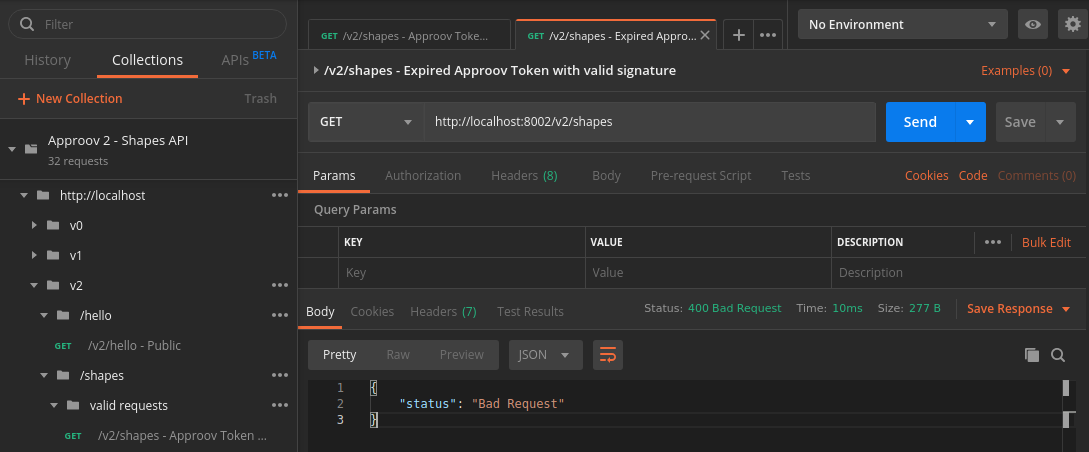 Filter
History Collections APIs BETA
+ New Collection Trash
Approov 2 - Shapes API
32 requests
http://localhost •••
v0
v1
v2 •••
/hello •••
GET /v2/hello - Public
/shapes •••
valid requests •••
GET /v2/shapes - Approov Token ...
GET /v2/shapes - Approov Toke...
GET /v2/shapes - Expired Appro...
No Environment
/v2/shapes - Expired Approov Token with valid signature
Examples (0)
GET http://localhost:8002/v2/shapes Send Save
Params Authorization Headers (8) Body Pre-request Script Tests Cookies Code Comments (0)
Query Params
KEY VALUE DESCRIPTION ••• Bulk Edit
Key Value Description
Body Cookies Headers (7) Test Results Status: 400 Bad Request Time: 10ms Size: 277 B Save Response
Pretty Raw Preview JSON
1 {
2 "status": "Bad Request"
3 }